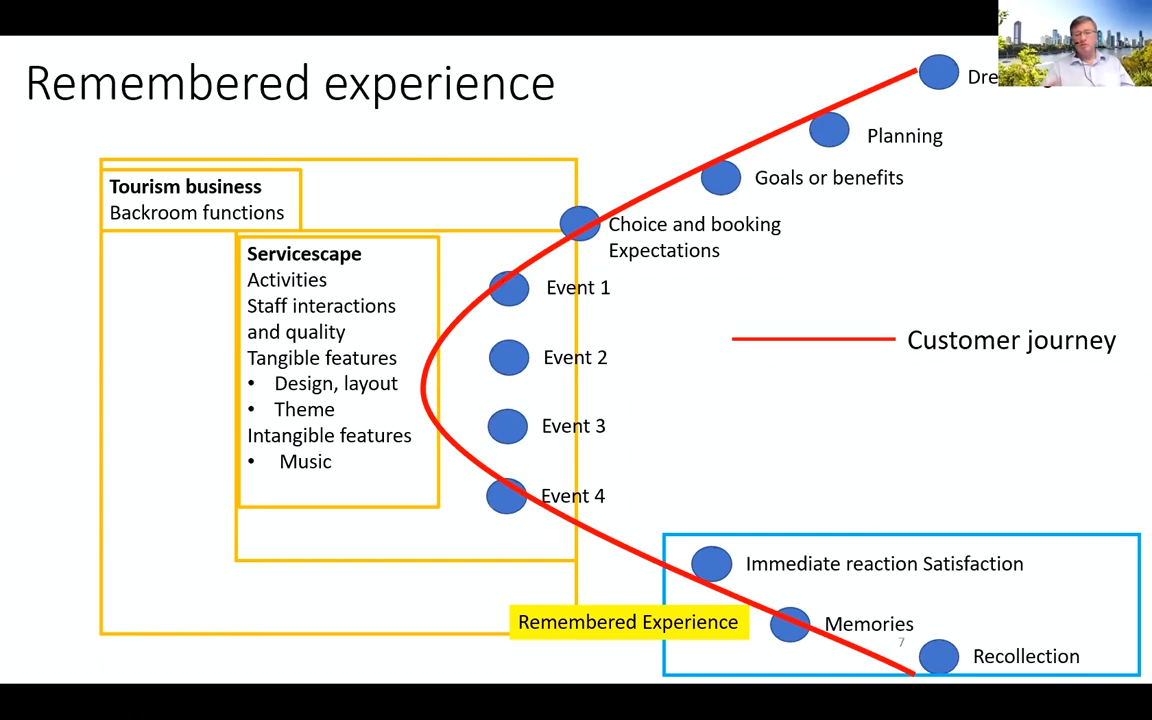 Remembered experience
Planning
Goals or benefits
Choice and booking
Expectations
Tourism business
Backroom functions
Servicescape
Activities
Staff interactions
and quality
Tangible features
• Design, layout
• Theme
Intangible features
• Music
Event 1
Event 2
Event 3
Event 4
Customer journey
Immediate reaction Satisfaction
Remembered Experience
Memories
7
Recollection